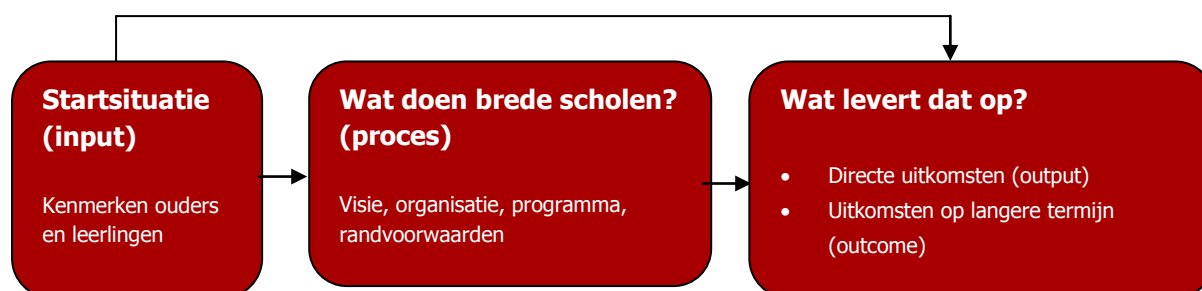 Startsituatie
(input)
Kenmerken ouders
en leerlingen
Wat doen brede scholen?
(proces)
Visie, organisatie, programma,
randvoorwaarden
Wat levert dat op?
• Directe uitkomsten (output)
• Uitkomsten op langere termijn
(outcome)